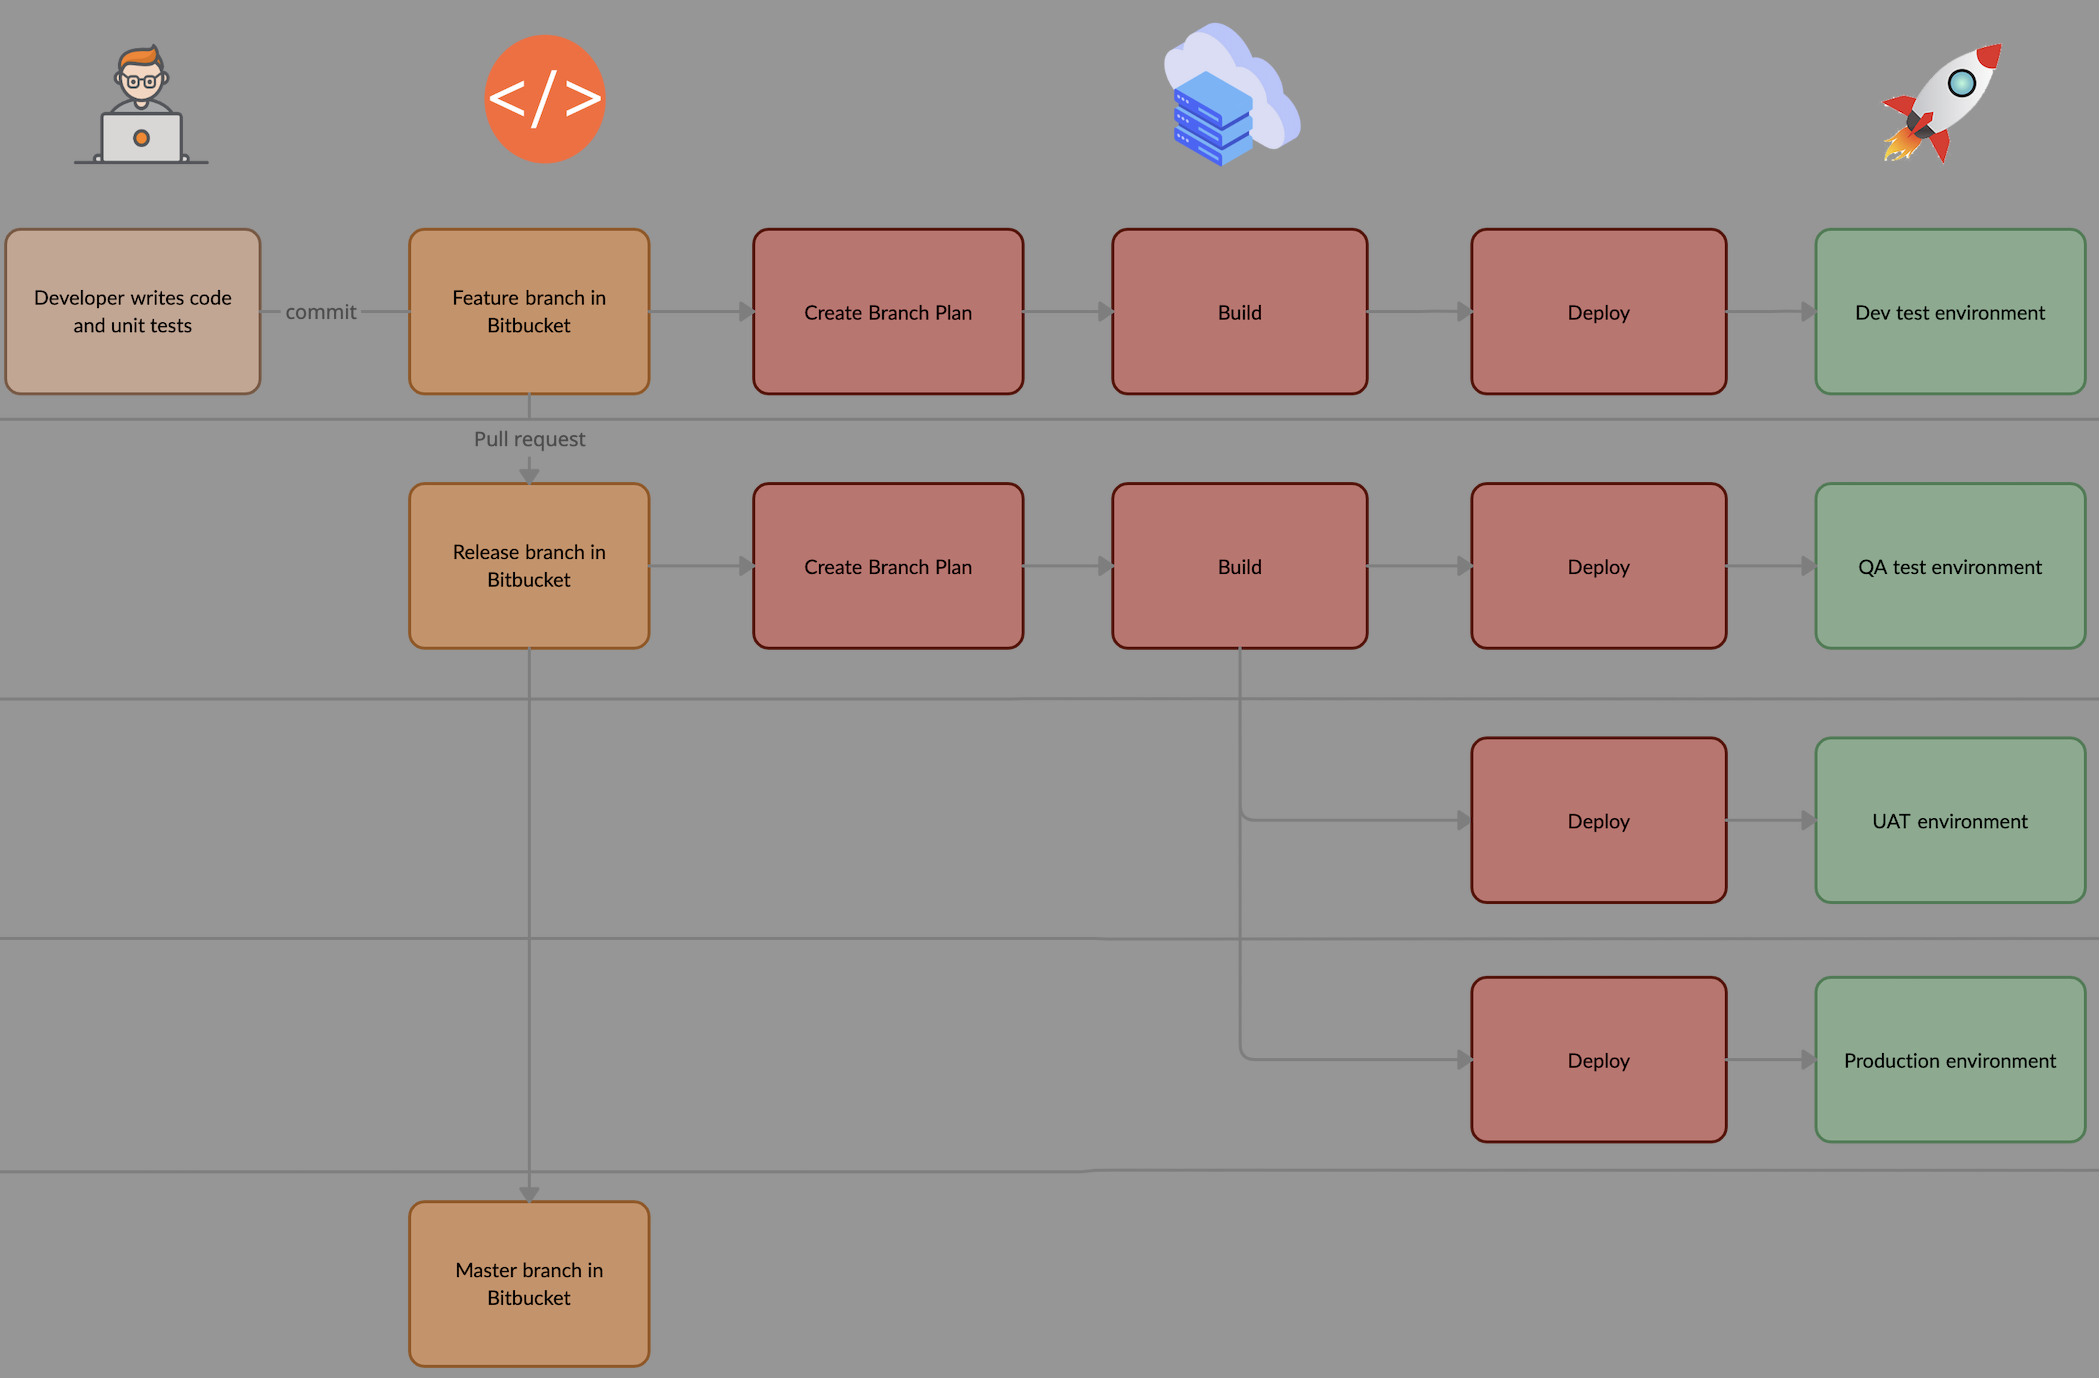 </>
Developer writes code
and unit tests
commit
Feature branch in
Bitbucket
Create Branch Plan
Build
Deploy
Dev test environment
Pull request
Release branch in
Bitbucket
Create Branch Plan
Build
Deploy
QA test environment
Deploy
UAT environment
Deploy
Production environment
Master branch in
Bitbucket